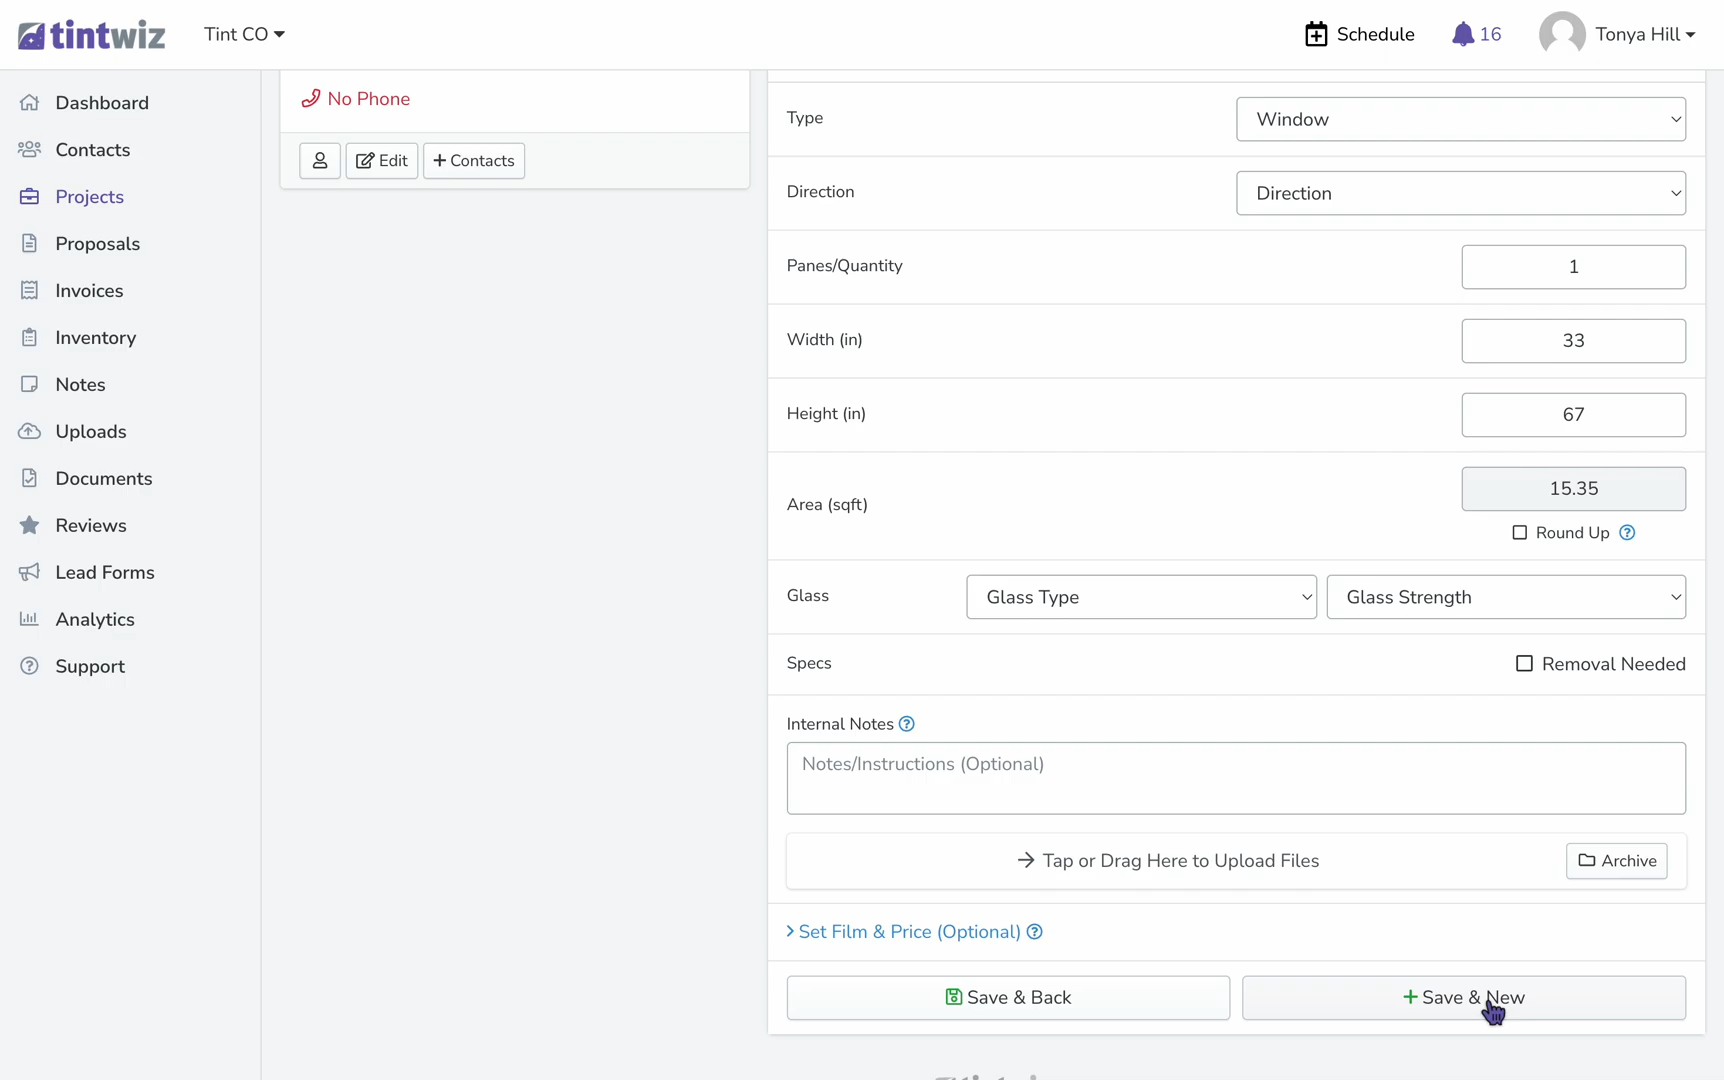 tintwiz
Tint CO
Schedule
16
Tonya Hill
Dashboard
Contacts
Projects
Proposals
Invoices
Inventory
Notes
Uploads
Documents
Reviews
Lead Forms
Analytics
Support
No Phone
Edit
+ Contacts
Type
Window
Direction
Direction
Panes/Quantity
1
Width (in)
33
Height (in)
67
Area (sqft)
15.35
Round Up ?
Glass
Glass Type
Glass Strength
Specs
Removal Needed
Internal Notes ?
Notes/Instructions (Optional)
→ Tap or Drag Here to Upload Files
Archive
> Set Film & Price (Optional) ?
Save & Back
+ Save & New